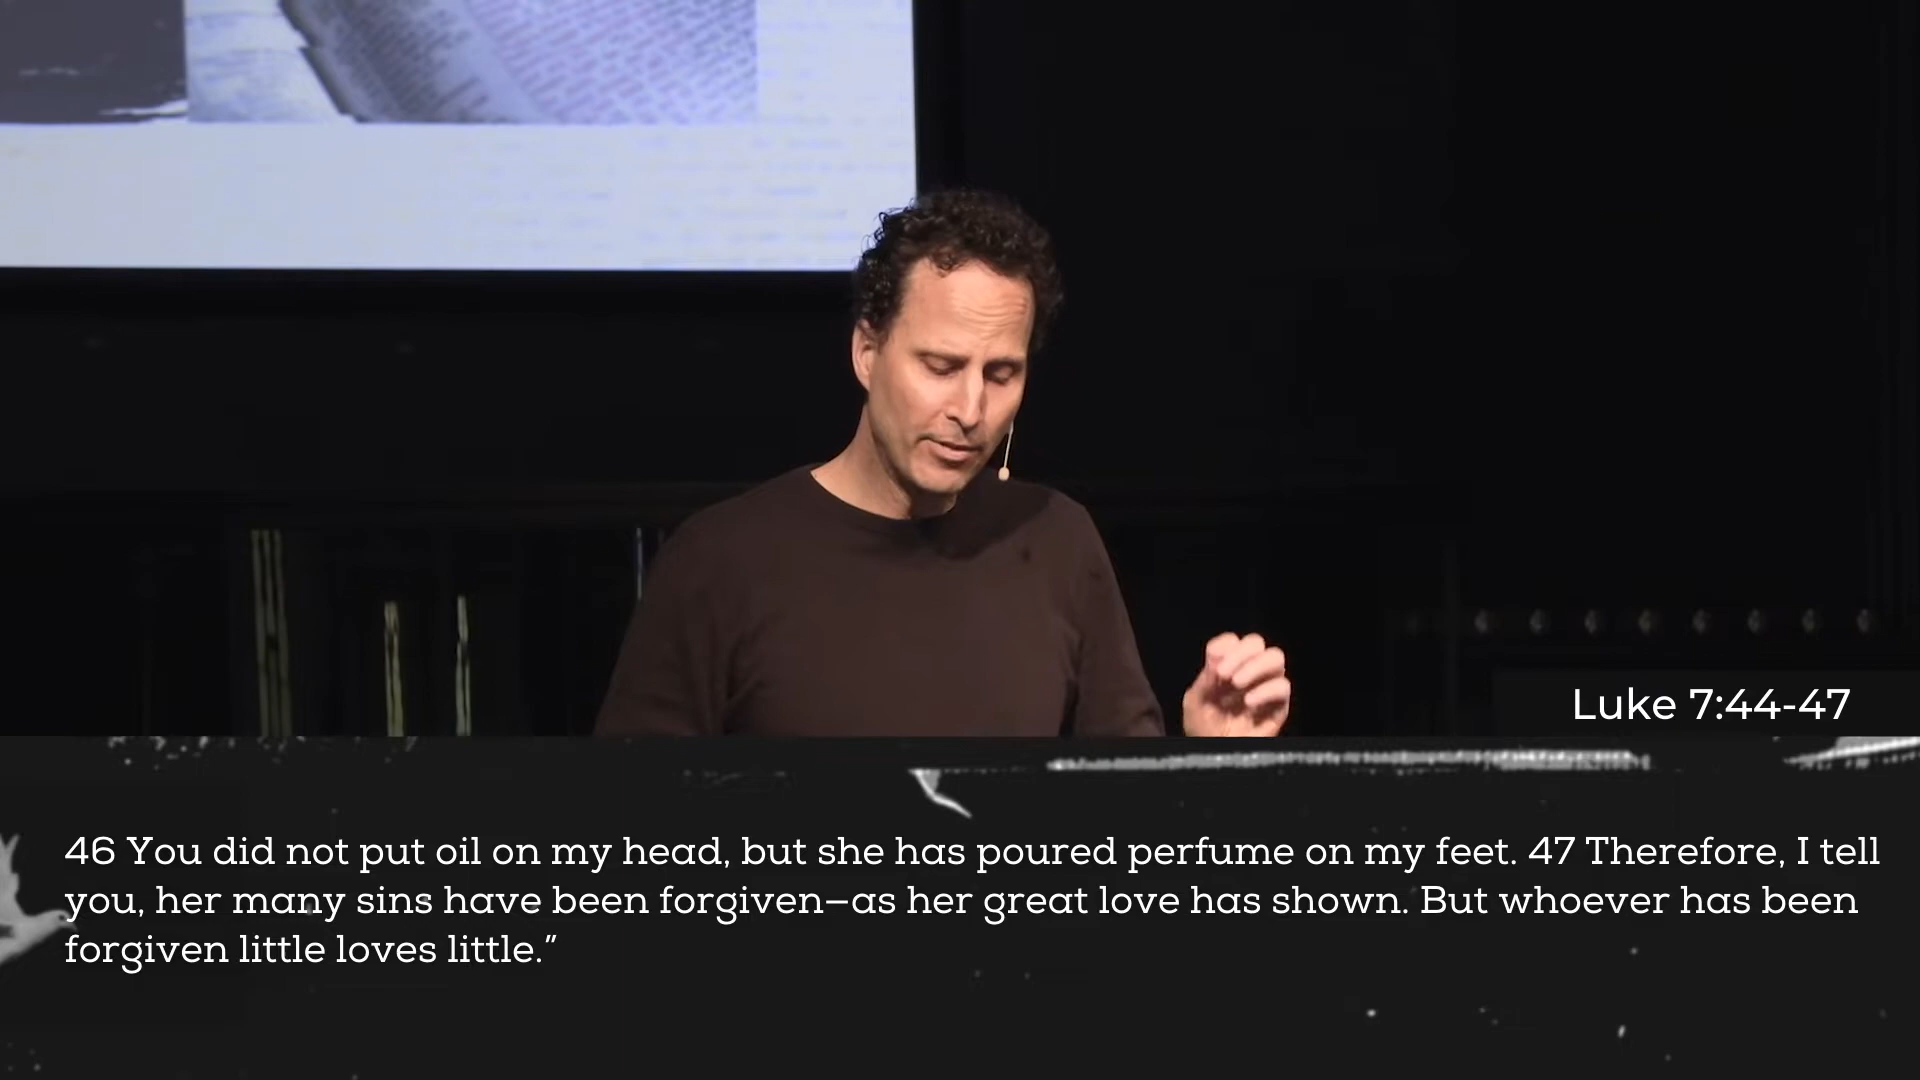 Luke 7:44-47
46 You did not put oil on my head, but she has poured perfume on my feet. 47 Therefore, I tell
you, her many sins have been forgiven—as her great love has shown. But whoever has been
forgiven little loves little.”